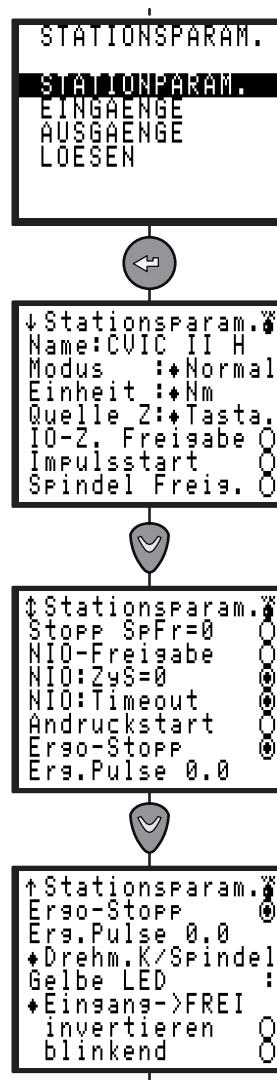 STATIONSPARAM.
STATIONPARAM.
EINGAENGE
AUSGAENGE
LOESEN
↓Stationsparam.
Name:CVIC II H
Modus :♦Normal
Einheit :♦Nm
Quelle Z:♦Tasta.
IO-Z. Freigabe
Impulsstart
Spindel Freig.
↕Stationsparam.
Stopp SpFr=0
NIO-Freigabe
NIO:ZyS=0
NIO:Timeout
Andruckstart
Ergo-Stopp
Erg.Pulse 0.0
↑Stationsparam.
Ergo-Stopp
Erg.Pulse 0.0
♦Drehm.K/Spindel
Gelbe LED :
♦Eingang->FREI
invertieren
blinkend